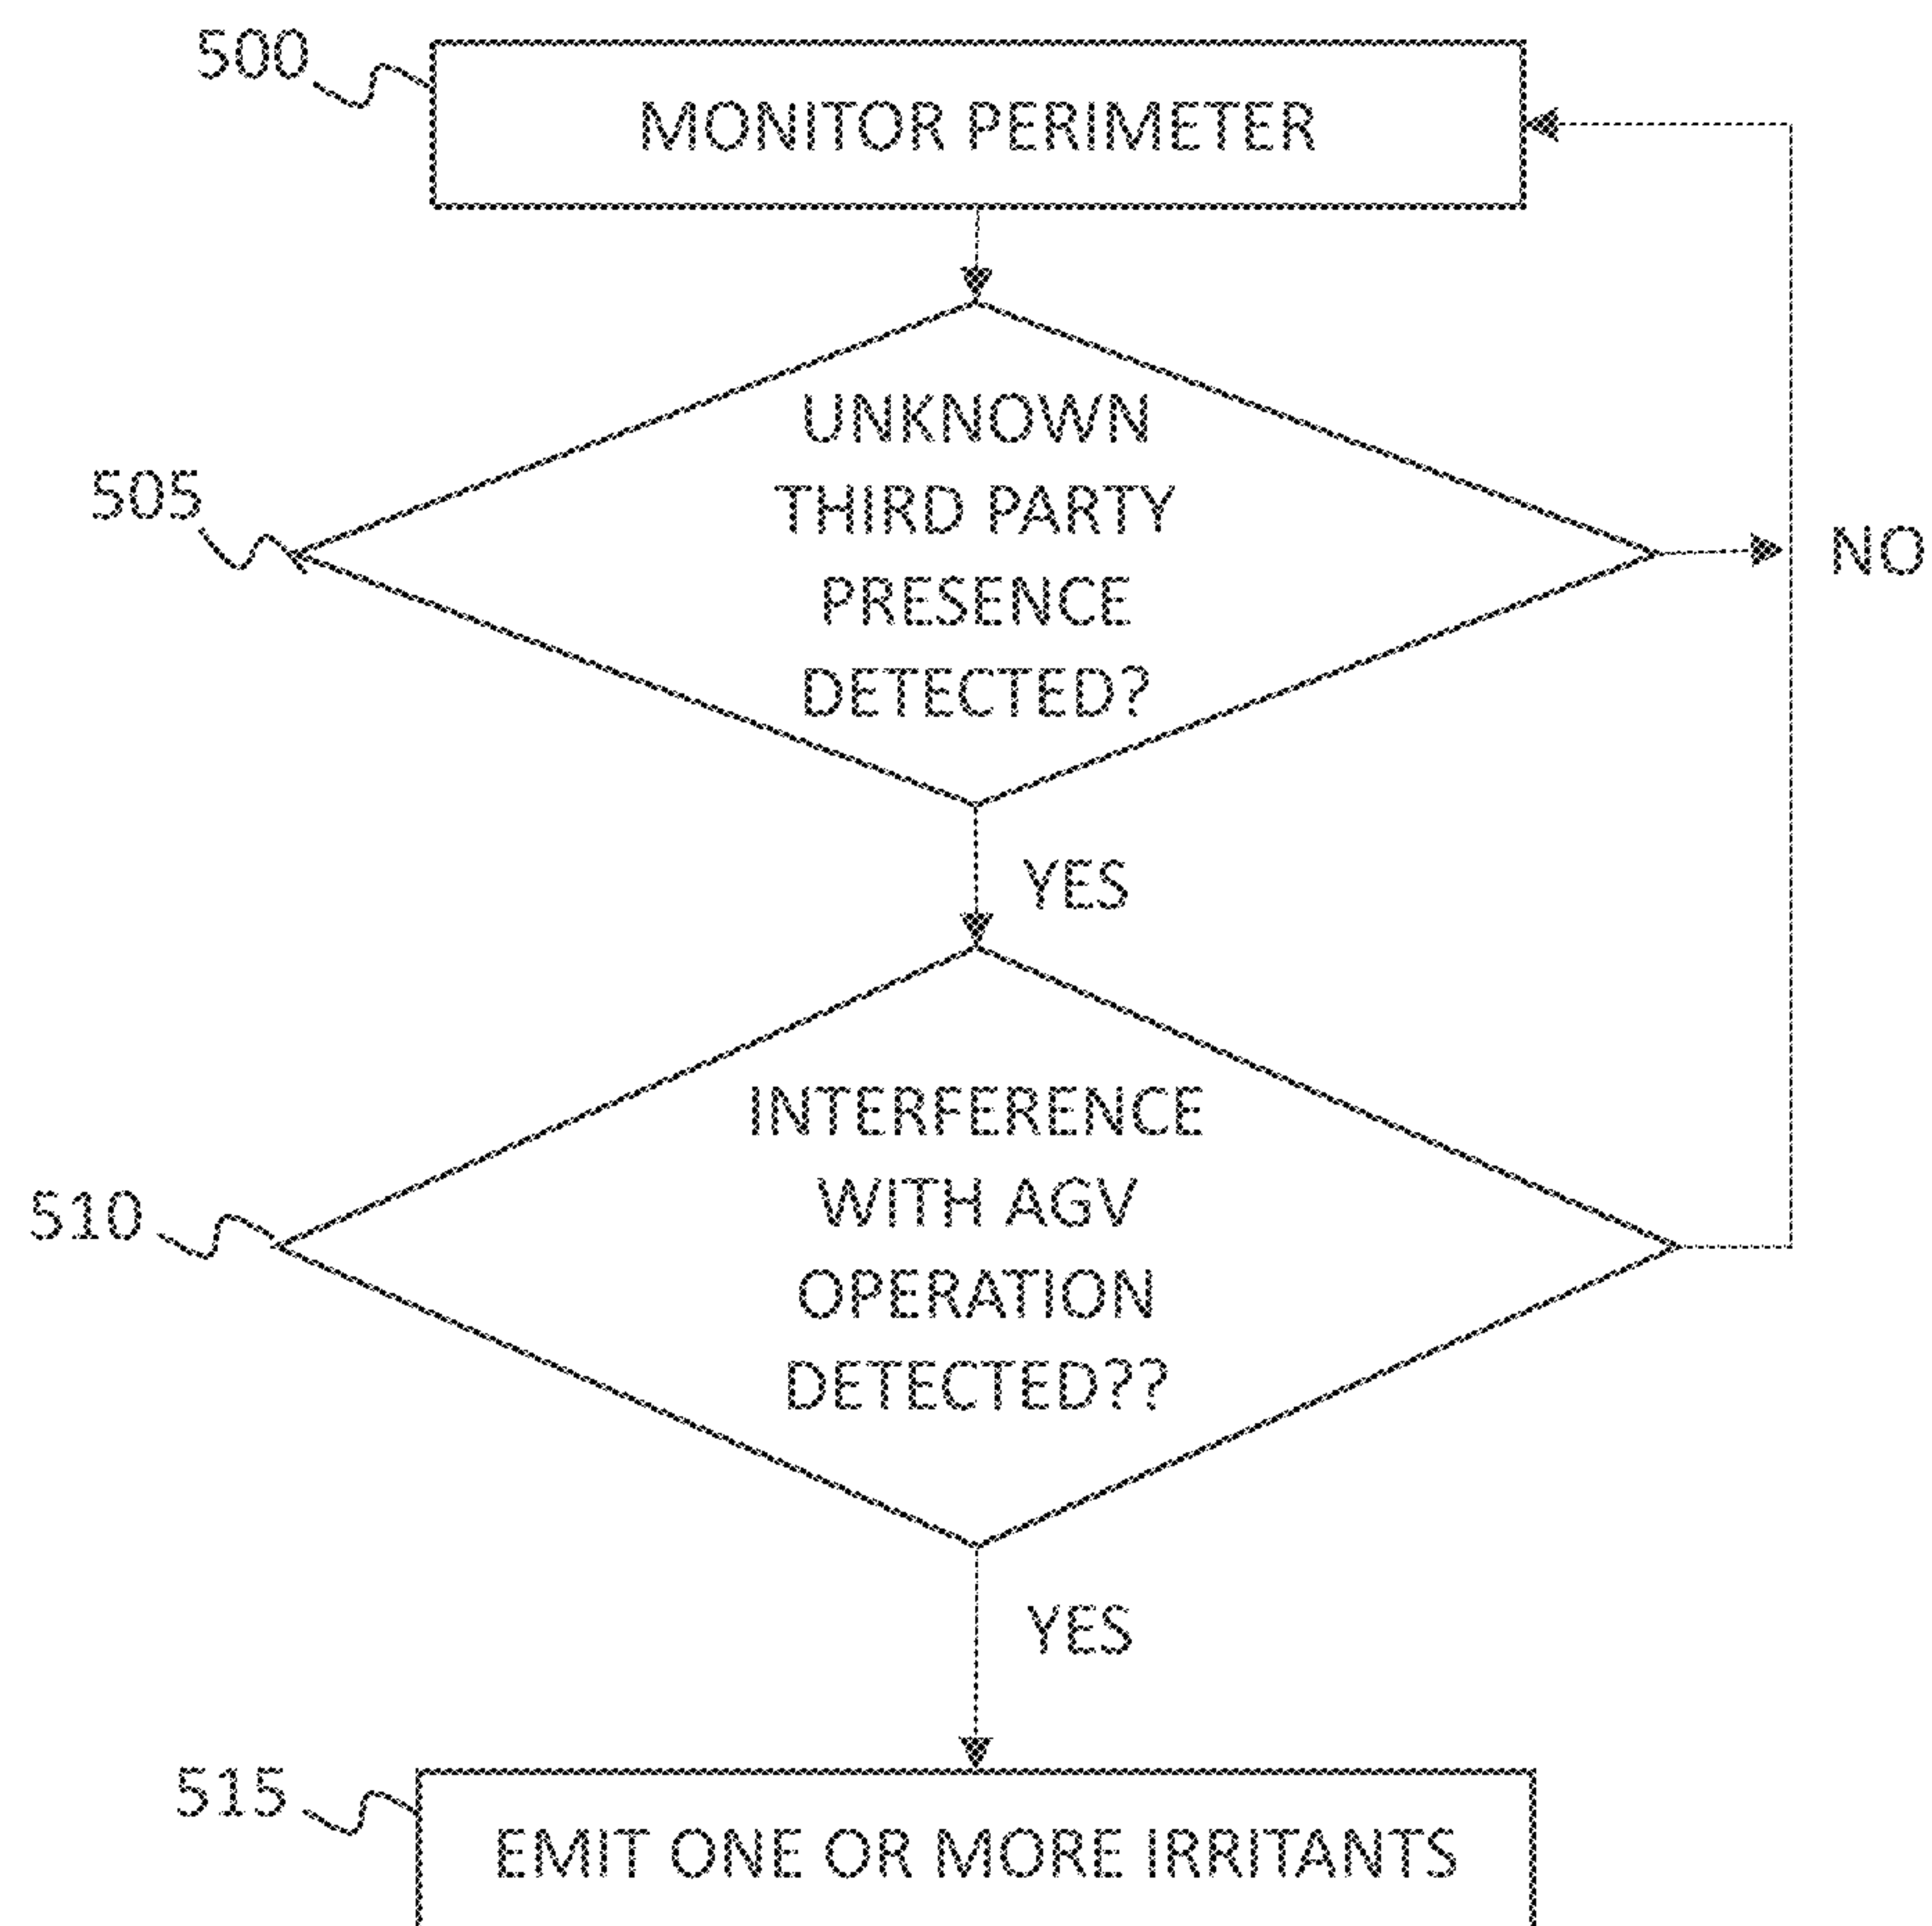 500
MONITOR PERIMETER
UNKNOWN
THIRD PARTY
PRESENCE
DETECTED?
505
NO
YES
INTERFERENCE
WITH AGV
OPERATION
DETECTED??
510
YES
515
EMIT ONE OR MORE IRRITANTS